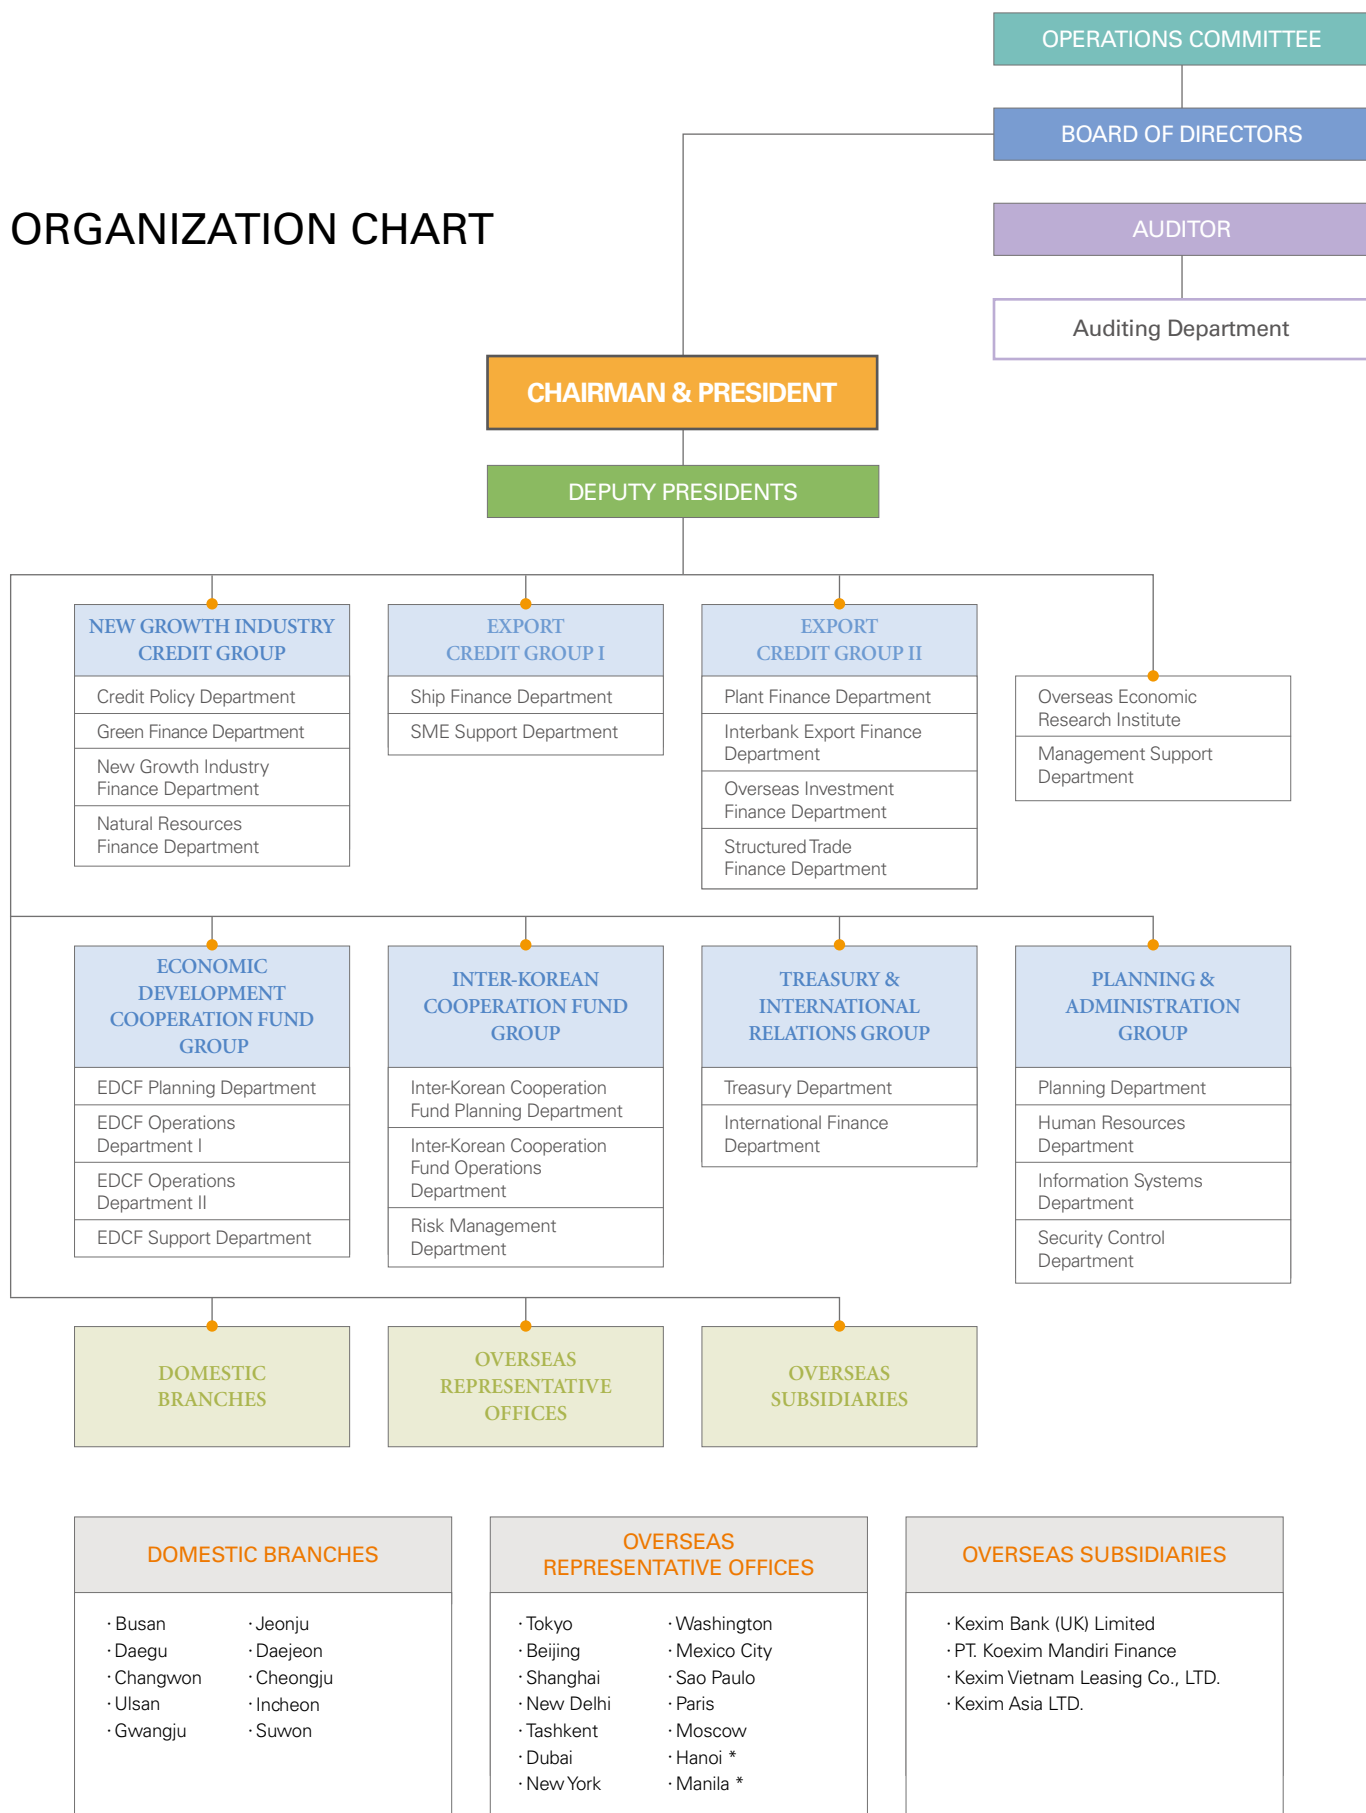 OPERATIONS COMMITTEE
BOARD OF DIRECTORS
ORGANIZATION CHART
AUDITOR
Auditing Department
CHAIRMAN & PRESIDENT
DEPUTY PRESIDENTS
NEW GROWTH INDUSTRY
CREDIT GROUP
Credit Policy Department
Green Finance Department
New Growth Industry
Finance Department
Natural Resources
Finance Department
EXPORT
CREDIT GROUP I
Ship Finance Department
SME Support Department
EXPORT
CREDIT GROUP II
Plant Finance Department
Interbank Export Finance
Department
Overseas Investment
Finance Department
Structured Trade
Finance Department
Overseas Economic
Research Institute
Management Support
Department
ECONOMIC
DEVELOPMENT
COOPERATION FUND
GROUP
EDCF Planning Department
EDCF Operations
Department I
EDCF Operations
Department II
EDCF Support Department
INTER-KOREAN
COOPERATION FUND
GROUP
Inter-Korean Cooperation
Fund Planning Department
Inter-Korean Cooperation
Fund Operations
Department
Risk Management
Department
TREASURY &
INTERNATIONAL
RELATIONS GROUP
Treasury Department
International Finance
Department
PLANNING &
ADMINISTRATION
GROUP
Planning Department
Human Resources
Department
Information Systems
Department
Security Control
Department
DOMESTIC
BRANCHES
OVERSEAS
REPRESENTATIVE
OFFICES
OVERSEAS
SUBSIDIARIES
DOMESTIC BRANCHES
· Busan
· Daegu
· Changwon
· Ulsan
· Gwangju
· Jeonju
· Daejeon
· Cheongju
· Incheon
· Suwon
OVERSEAS
REPRESENTATIVE OFFICES
· Tokyo
· Beijing
· Shanghai
· New Delhi
· Tashkent
· Dubai
· New York
· Washington
· Mexico City
· Sao Paulo
· Paris
· Moscow
· Hanoi *
· Manila *
OVERSEAS SUBSIDIARIES
· Kexim Bank (UK) Limited
· PT. Koexim Mandiri Finance
· Kexim Vietnam Leasing Co., LTD.
· Kexim Asia LTD.